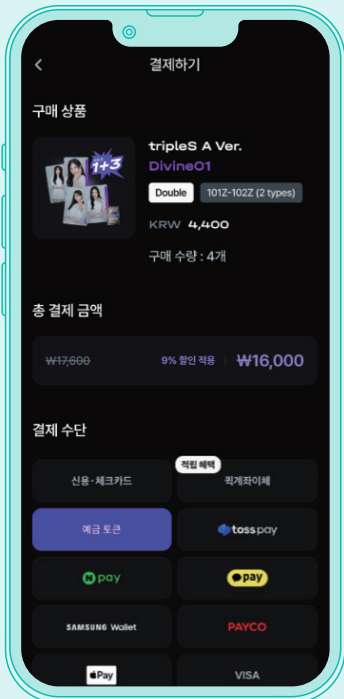 결제하기
구매 상품
1+3
tripleS A Ver.
Divine01
Double 101Z-102Z (2 types)
KRW 4,400
구매 수량 : 4개
총 결제 금액
₩17,600 9% 할인 적용 ₩16,000
결제 수단
적립 혜택
신용·체크카드 퀵계좌이체
예금 토큰 toss pay
N pay pay
SAMSUNG Wallet PAYCO
Pay VISA